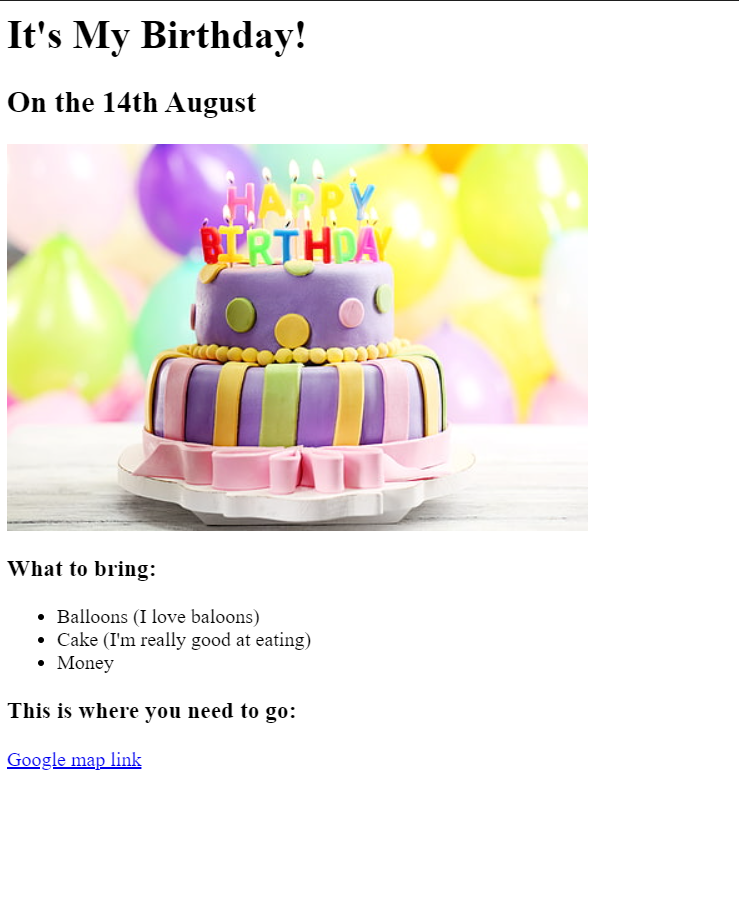 It's My Birthday!
On the 14th August
HAPPY
BIRTHDAY
What to bring:
Balloons (I love baloons)
Cake (I'm really good at eating)
Money
This is where you need to go:
Google map link